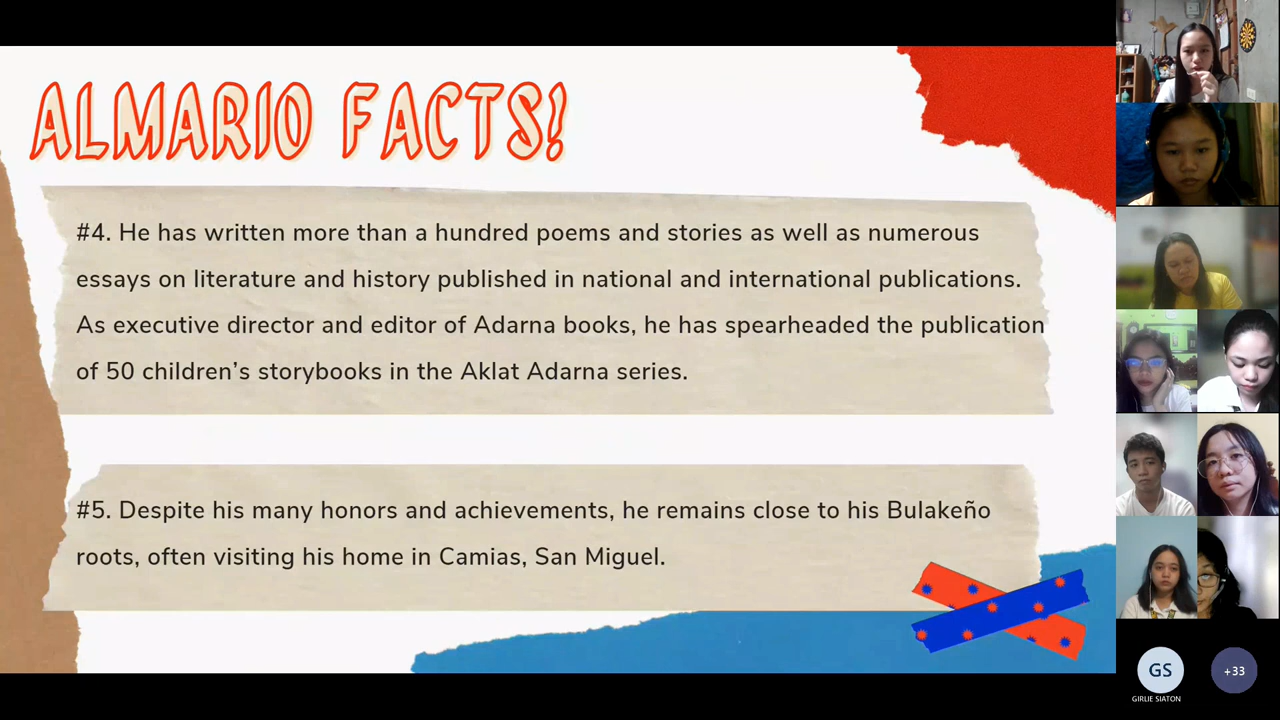 ALMARIO FACTS!
#4. He has written more than a hundred poems and stories as well as numerous
essays on literature and history published in national and international publications.
As executive director and editor of Adarna books, he has spearheaded the publication
of 50 children’s storybooks in the Aklat Adarna series.
#5. Despite his many honors and achievements, he remains close to his Bulakeño
roots, often visiting his home in Camias, San Miguel.
GS
GIRLIE SIATON
+33